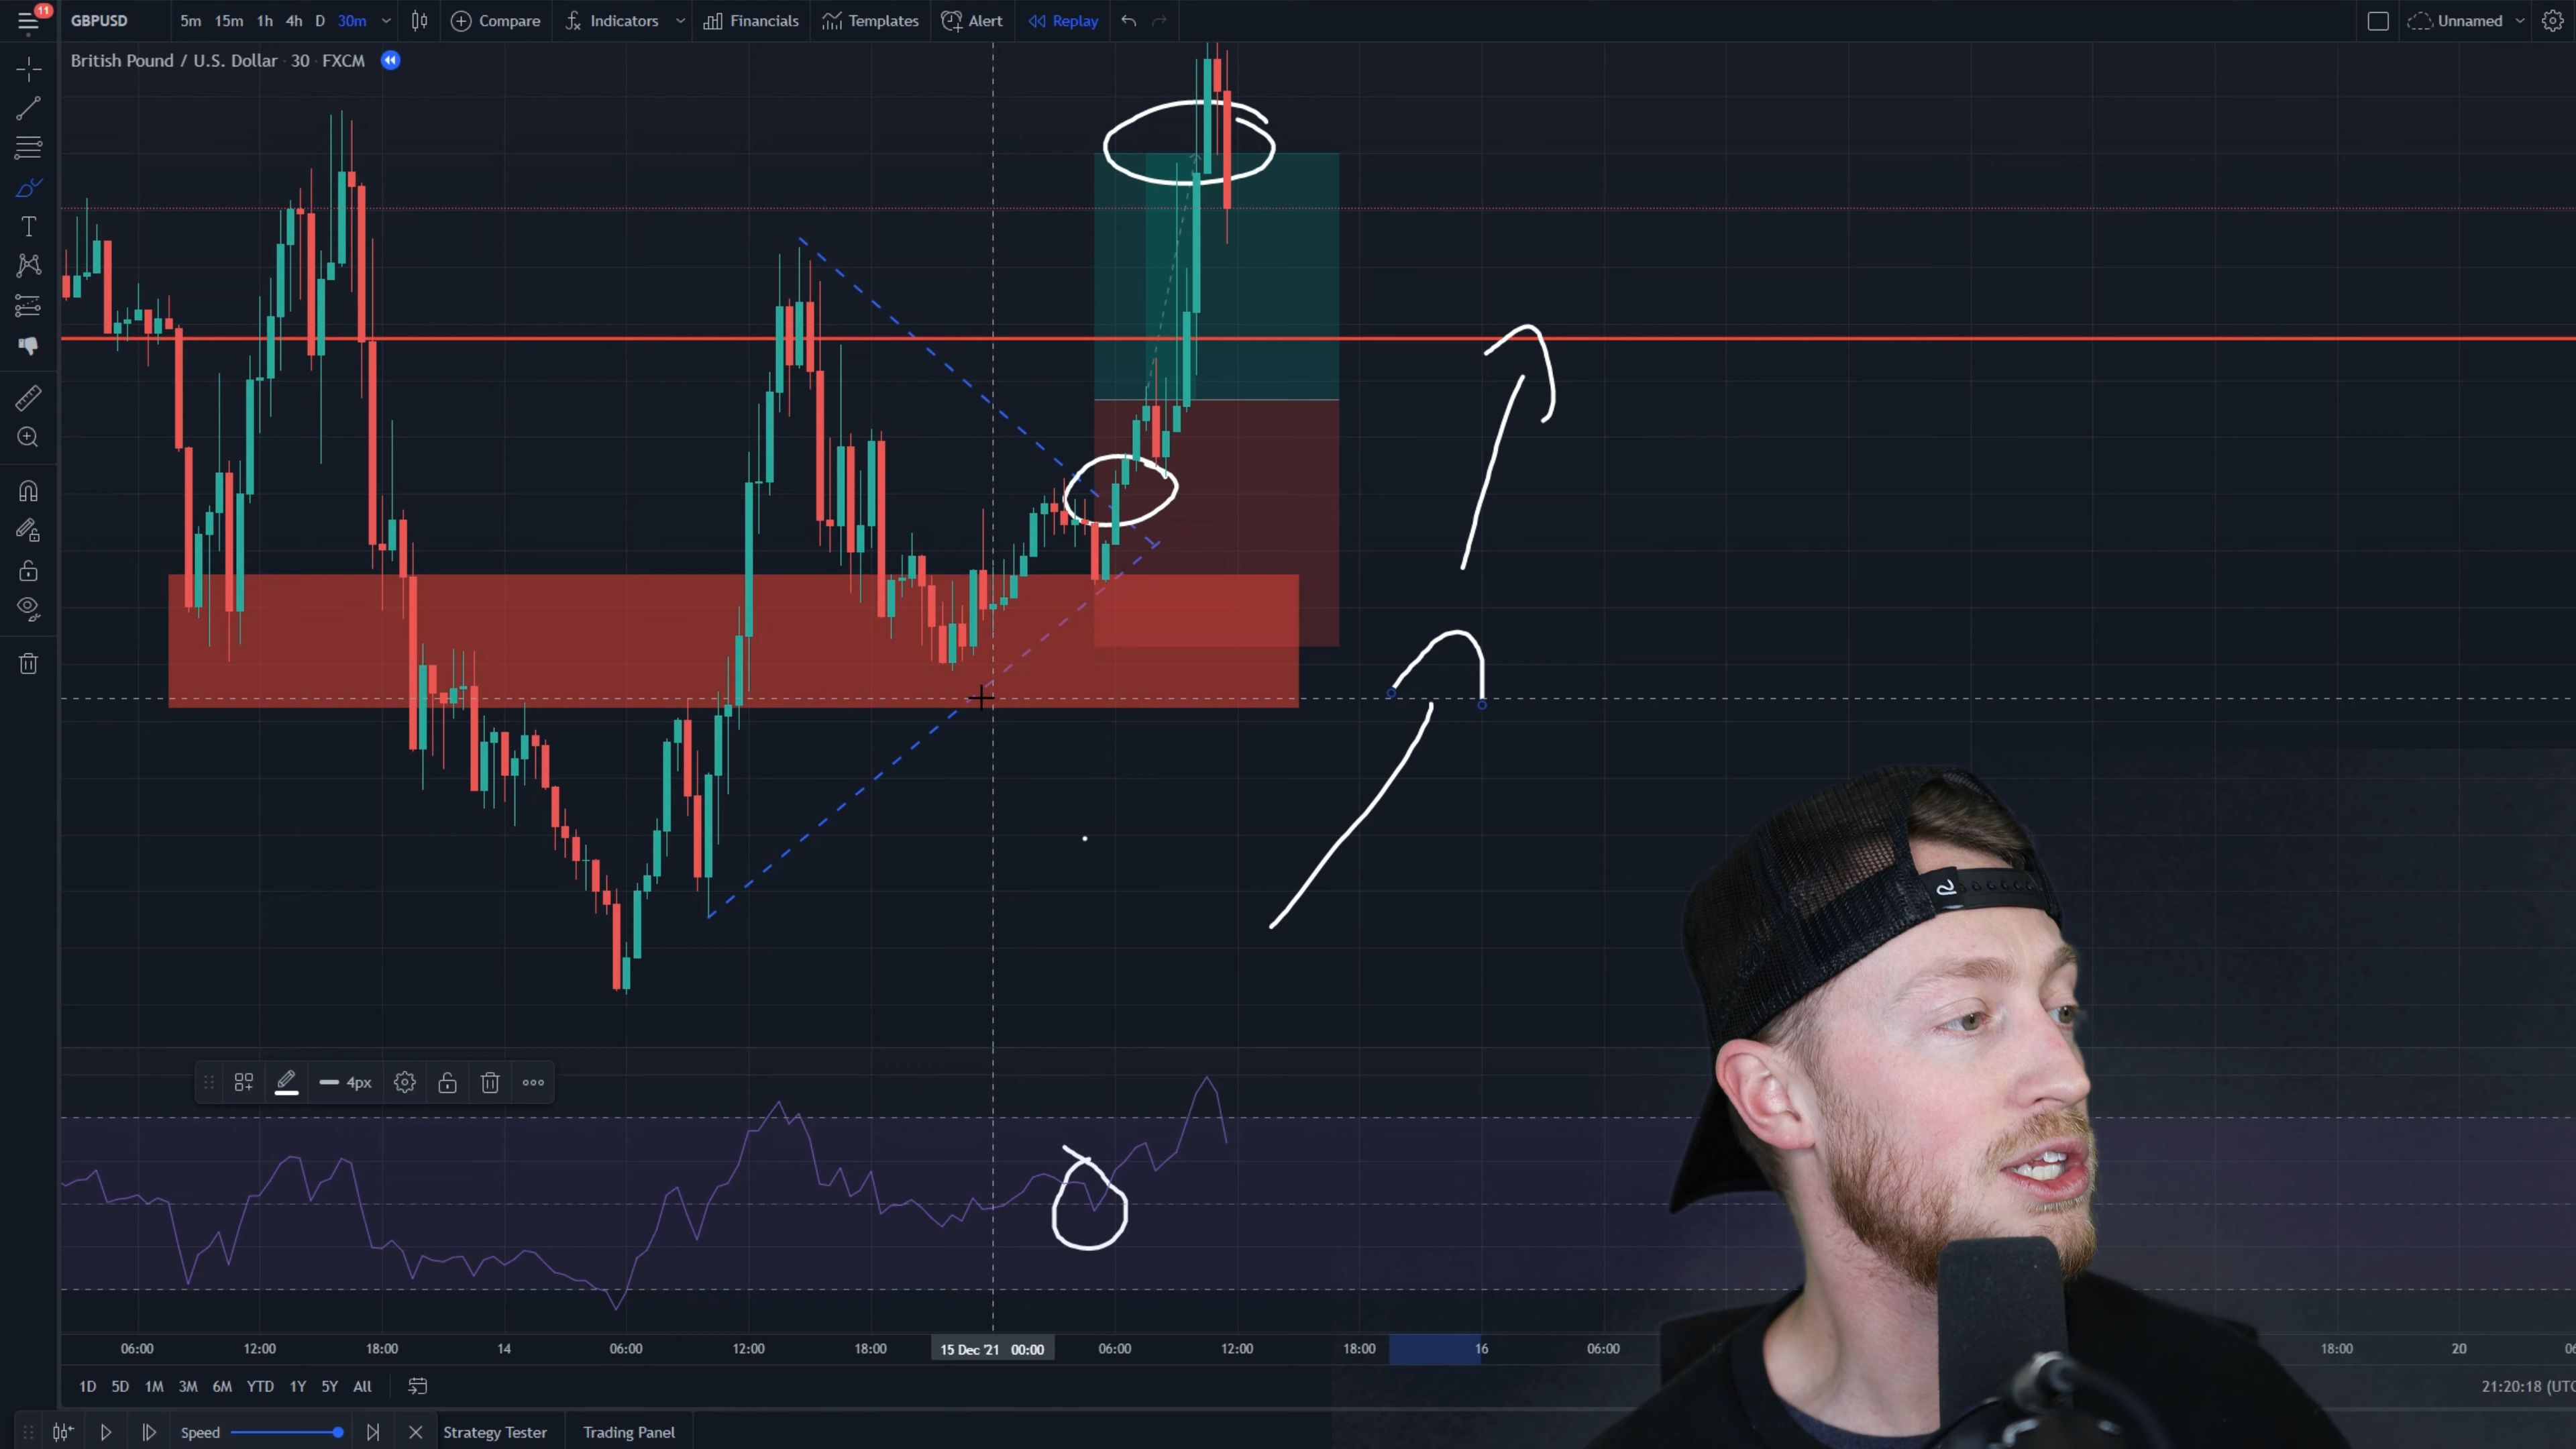 11
GBPUSD 5m 15m 1h 4h D 30m Compare Indicators Financials Templates Alert Replay Unnamed
British Pound / U.S. Dollar · 30 · FXCM
T
4px
06:00 12:00 18:00 14 06:00 12:00 18:00 15 Dec '21 00:00 06:00 12:00 18:00 16 06:00 18:00 20
1D 5D 1M 3M 6M YTD 1Y 5Y All 21:20:18 (UTC
Speed Strategy Tester Trading Panel